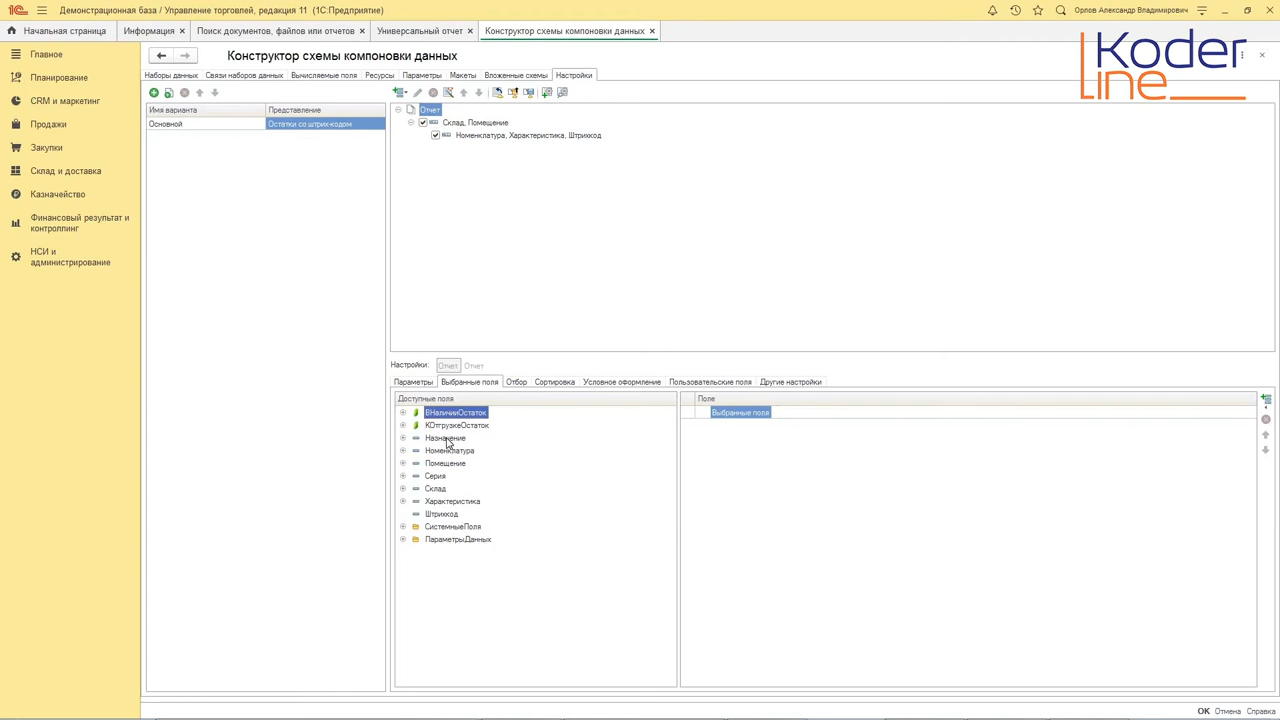 Демонстрационная база / Управление торговлей, редакция 11 (1С:Предприятие)
Орлов Александр Владимирович
Начальная страница
Информация ×
Поиск документов, файлов или отчетов ×
Универсальный отчет ×
Конструктор схемы компоновки данных ×
Главное
Планирование
CRM и маркетинг
Продажи
Закупки
Склад и доставка
Казначейство
Финансовый результат и
контроллинг
НСИ и
администрирование
Конструктор схемы компоновки данных
Koder
line
Наборы данных
Связи наборов данных
Вычисляемые поля
Ресурсы
Параметры
Макеты
Вложенные схемы
Настройки
Имя варианта
Представление
Основной
Остатки со штрих-кодом
Отчет
Склад, Помещение
Номенклатура, Характеристика, Штрихкод
Настройки:
Отчет
Отчет
Параметры
Выбранные поля
Отбор
Сортировка
Условное оформление
Пользовательские поля
Другие настройки
Доступные поля
ВНаличииОстаток
КОтгрузкеОстаток
Назначение
Номенклатура
Помещение
Серия
Склад
Характеристика
Штрихкод
СистемныеПоля
ПараметрыДанных
Поле
Выбранные поля
ОК
Отмена
Справка